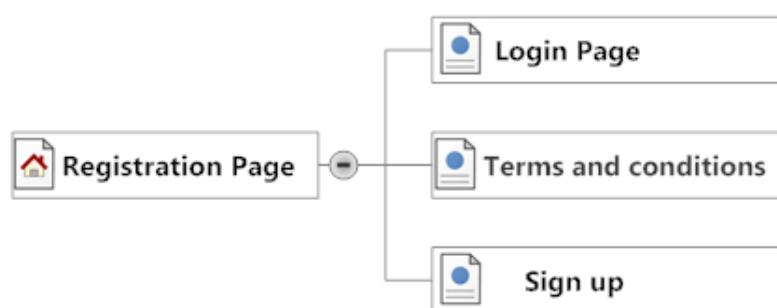 Login Page
Registration Page
Terms and conditions
Sign up